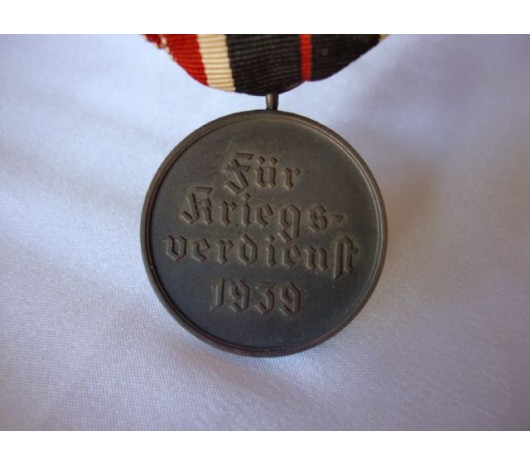 Für
Kriegs-
verdienst
1939